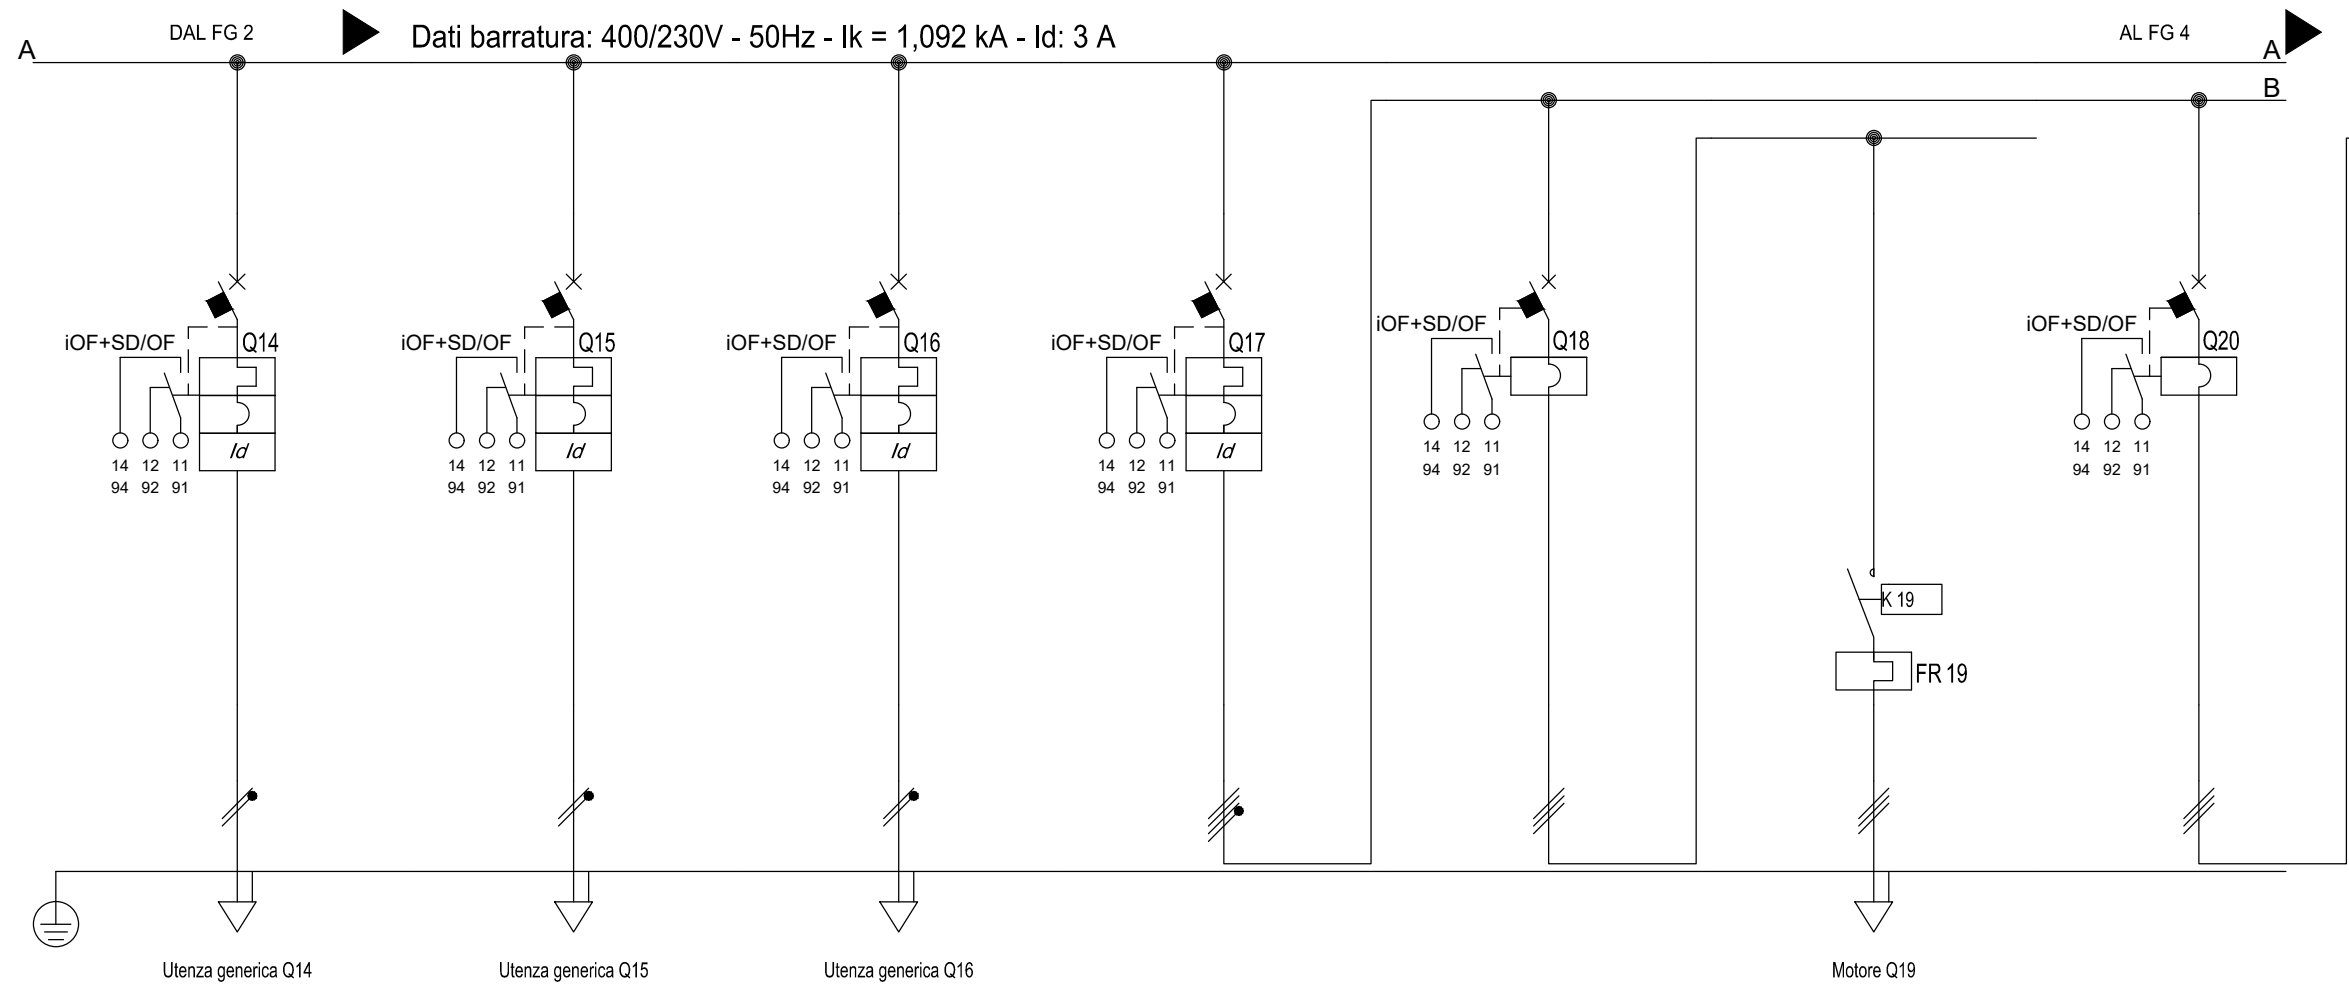 DAL FG 2
Dati barratura: 400/230V - 50Hz - Ik = 1,092 kA - Id: 3 A
AL FG 4
A
A
B
iOF+SD/OF
Q14
iOF+SD/OF
Q15
iOF+SD/OF
Q16
iOF+SD/OF
Q17
iOF+SD/OF
Q18
iOF+SD/OF
Q20
Id
Id
Id
Id
14 12 11
94 92 91
14 12 11
94 92 91
14 12 11
94 92 91
14 12 11
94 92 91
14 12 11
94 92 91
14 12 11
94 92 91
K 19
FR 19
Utenza generica Q14
Utenza generica Q15
Utenza generica Q16
Motore Q19